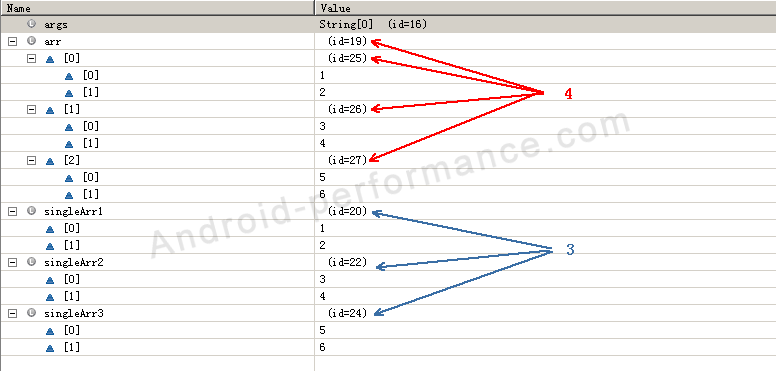 Name Value
args String[0] (id=16)
arr (id=19)
[0] (id=25)
[0] 1
[1] 2
[1] (id=26)
[0] 3
[1] 4
[2] (id=27)
[0] 5
[1] 6
singleArr1 (id=20)
[0] 1
[1] 2
singleArr2 (id=22)
[0] 3
[1] 4
singleArr3 (id=24)
[0] 5
[1] 6
4
3
Android-performance.com